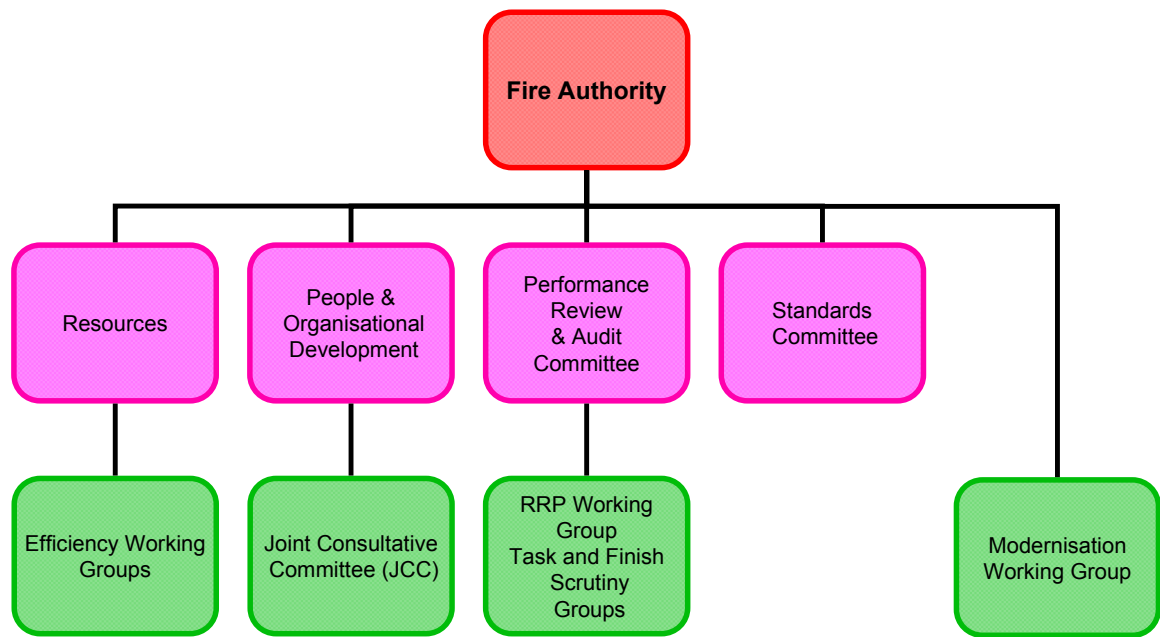 Fire Authority
Resources
People &
Organisational
Development
Performance
Review
& Audit
Committee
Standards
Committee
Efficiency Working
Groups
Joint Consultative
Committee (JCC)
RRP Working
Group
Task and Finish
Scrutiny
Groups
Modernisation
Working Group